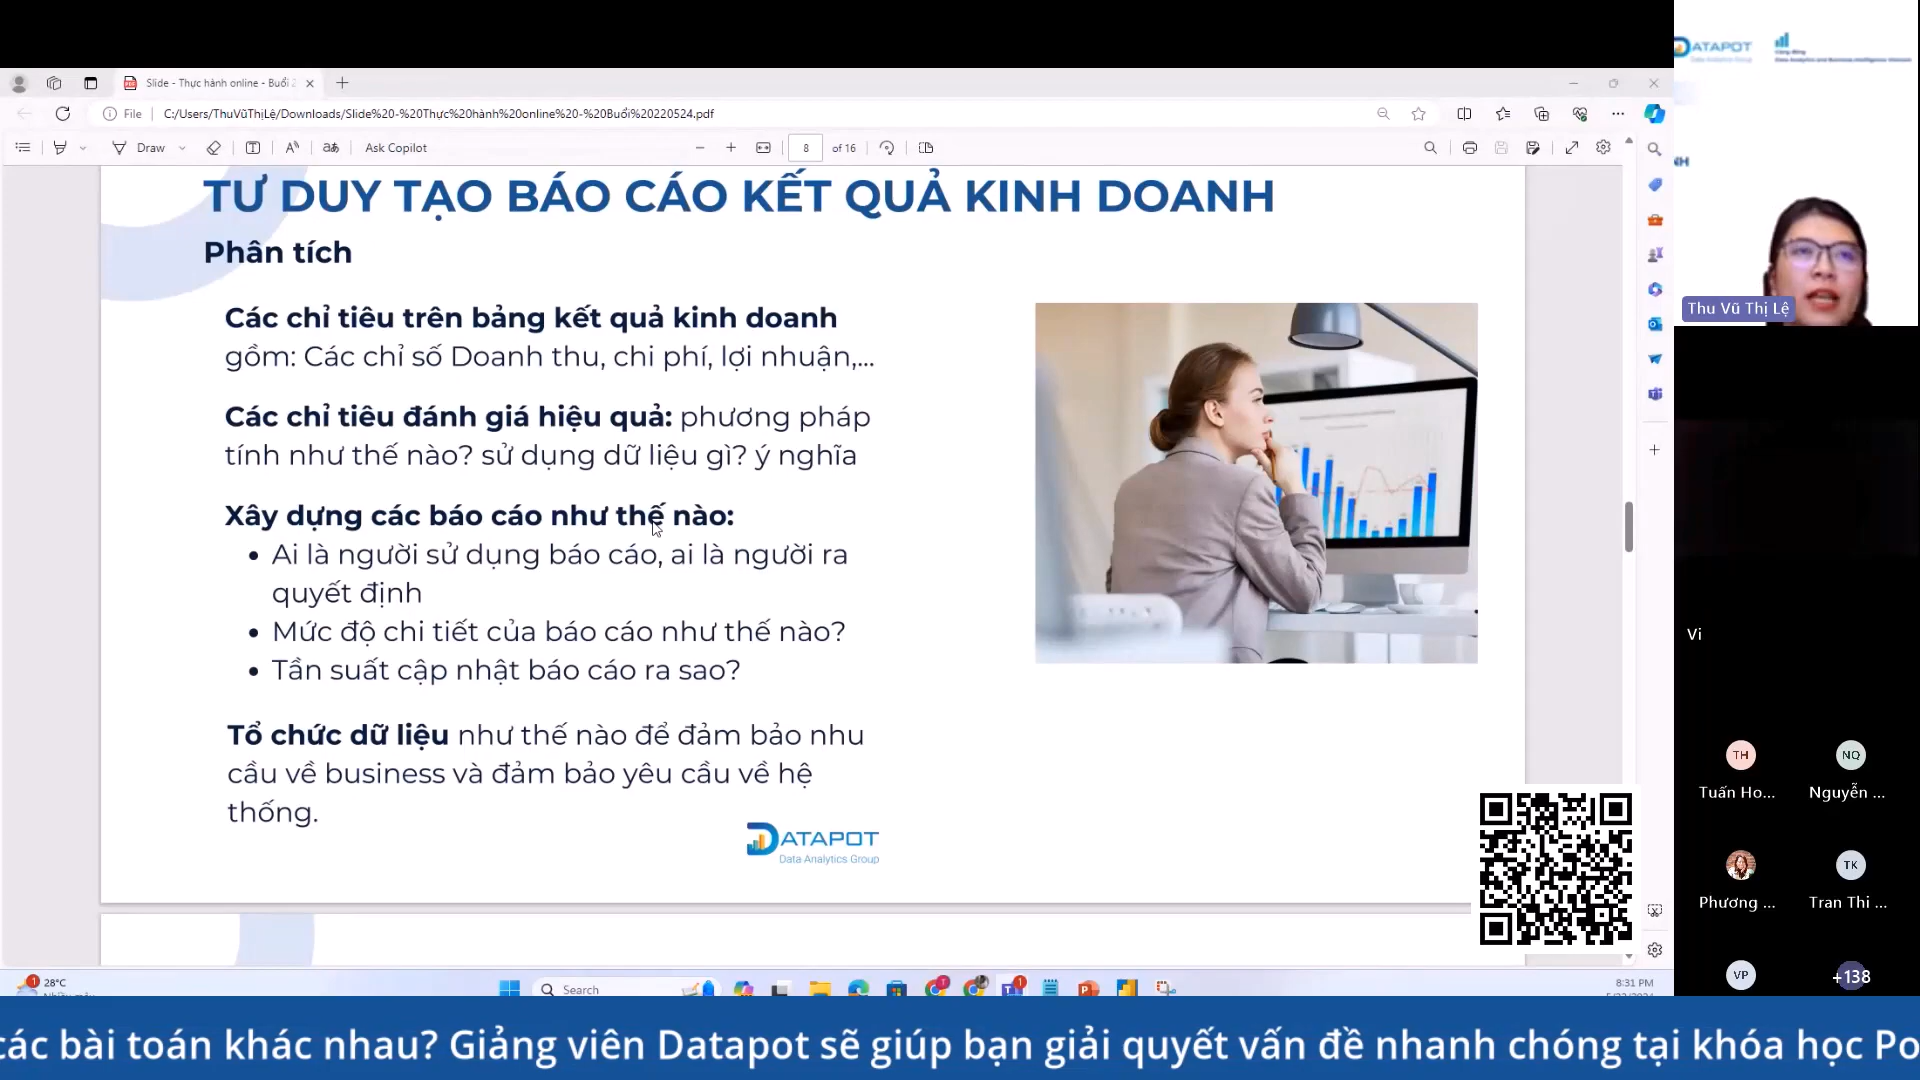 Slide - Thực hành online - Buổi 2
File
C:/Users/ThuVũThịLệ/Downloads/Slide%20-%20Thực%20hành%20online%20-%20Buổi%20220524.pdf
Draw
Ask Copilot
8
of 16
TƯ DUY TẠO BÁO CÁO KẾT QUẢ KINH DOANH
Phân tích
Các chỉ tiêu trên bảng kết quả kinh doanh
gồm: Các chỉ số Doanh thu, chi phí, lợi nhuận,...
Các chỉ tiêu đánh giá hiệu quả: phương pháp
tính như thế nào? sử dụng dữ liệu gì? ý nghĩa
Xây dựng các báo cáo như thế nào:
• Ai là người sử dụng báo cáo, ai là người ra
quyết định
• Mức độ chi tiết của báo cáo như thế nào?
• Tần suất cập nhật báo cáo ra sao?
Tổ chức dữ liệu như thế nào để đảm bảo nhu
cầu về business và đảm bảo yêu cầu về hệ
thống.
DATAPOT
Data Analytics Group
DATAPOT
Thu Vũ Thị Lệ
Vi
TH
NQ
Tuấn Ho...
Nguyễn ...
TK
Phương ...
Tran Thi ...
VP
+138
1
28°C
Search
1
8:31 PM
các bài toán khác nhau? Giảng viên Datapot sẽ giúp bạn giải quyết vấn đề nhanh chóng tại khóa học Po